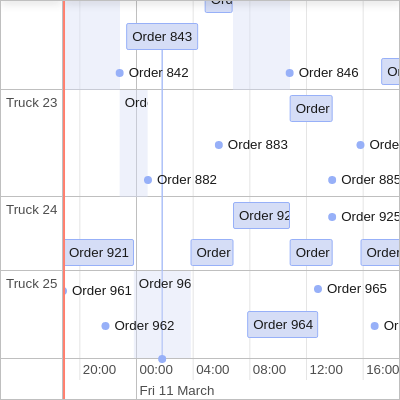 Order 843
Order 842
Order 846
Truck 23
Order
Order 883
Order 882
Order 885
Truck 24
Order 925
Order 921
Order
Order
Order
Truck 25
Order 961
Order 96
Order 965
Order 962
Order 964
20:00 00:00 04:00 08:00 12:00 16:00
Fri 11 March